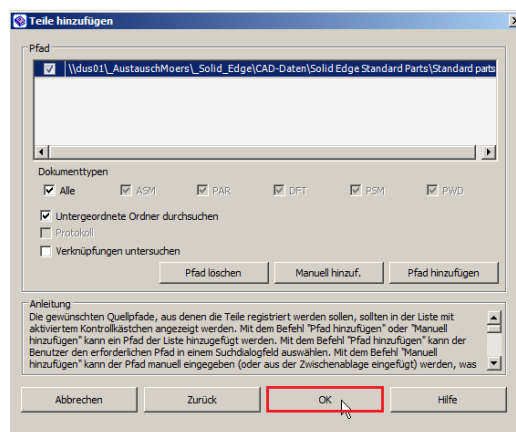 Teile hinzufügen
Pfad
\\dus01\_AustauschMoers\_Solid_Edge\CAD-Daten\Solid Edge Standard Parts\Standard parts
Dokumenttypen
Alle ASM PAR DFT PSM PWD
Untergeordnete Ordner durchsuchen
Protokoll
Verknüpfungen untersuchen
Pfad löschen Manuell hinzuf. Pfad hinzufügen
Anleitung
Die gewünschten Quellpfade, aus denen die Teile registriert werden sollen, sollten in der Liste mit
aktiviertem Kontrollkästchen angezeigt werden. Mit dem Befehl "Pfad hinzufügen" oder "Manuell
hinzufügen" kann ein Pfad der Liste hinzugefügt werden. Mit dem Befehl "Pfad hinzufügen" kann der
Benutzer den erforderlichen Pfad in einem Suchdialogfeld auswählen. Mit dem Befehl "Manuell
hinzufügen" kann der Pfad manuell eingegeben (oder aus der Zwischenablage eingefügt) werden, was
Abbrechen Zurück OK Hilfe